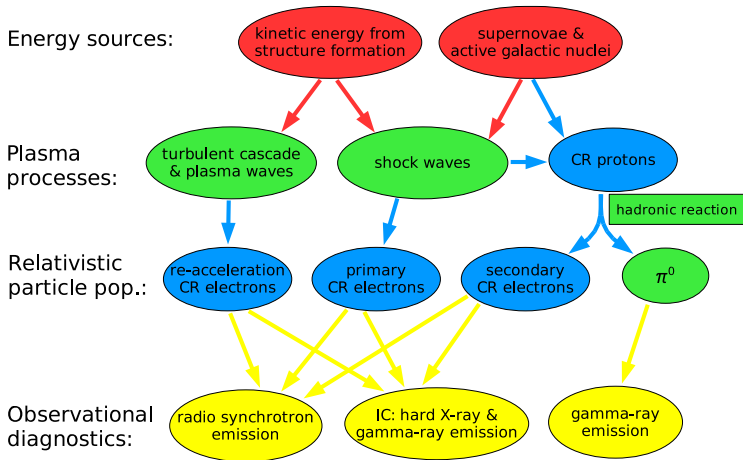 Energy sources:
kinetic energy from
structure formation
supernovae &
active galactic nuclei
Plasma
processes:
turbulent cascade
& plasma waves
shock waves
CR protons
hadronic reaction
Relativistic
particle pop.:
re-acceleration
CR electrons
primary
CR electrons
secondary
CR electrons
π⁰
Observational
diagnostics:
radio synchrotron
emission
IC: hard X-ray &
gamma-ray emission
gamma-ray
emission